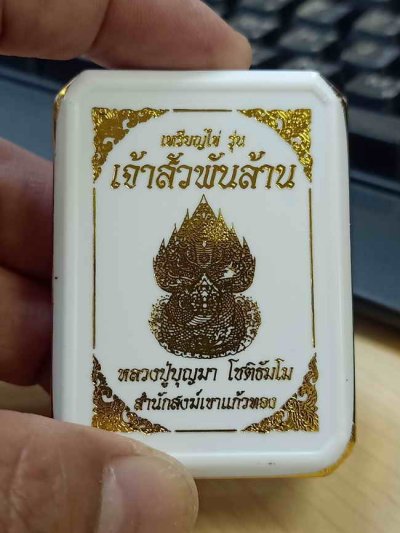 เหรียญไข่ รุ่น
เจ้าสัวพันล้าน
หลวงปู่บุญมา โชติธัมโม
สำนักสงฆ์เขาแก้วทอง